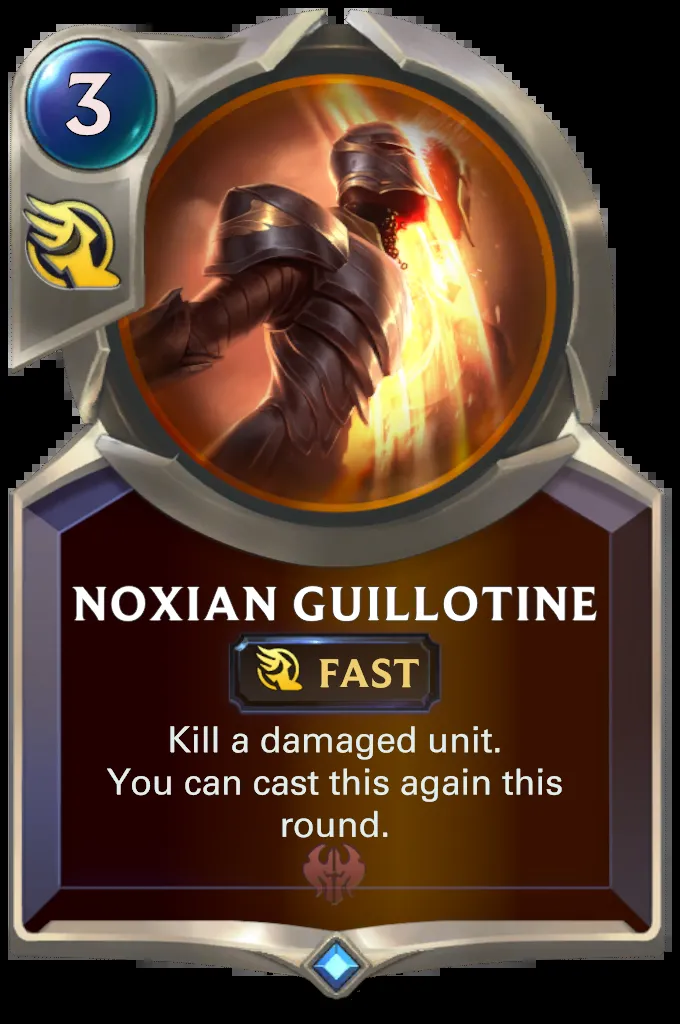 3
NOXIAN GUILLOTINE
FAST
Kill a damaged unit.
You can cast this again this
round.